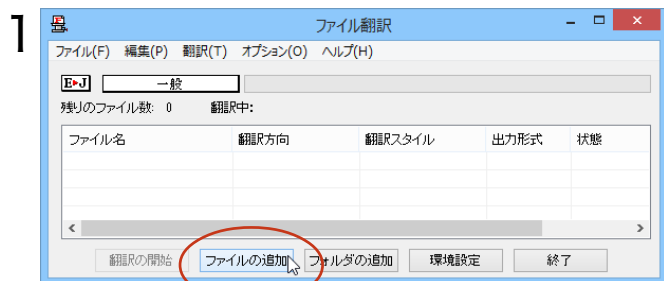 1
ファイル翻訳
ファイル(F) 編集(P) 翻訳(T) オプション(O) ヘルプ(H)
E▸J 一般
残りのファイル数: 0 翻訳中:
ファイル名 翻訳方向 翻訳スタイル 出力形式 状態
翻訳の開始 ファイルの追加 フォルダの追加 環境設定 終了